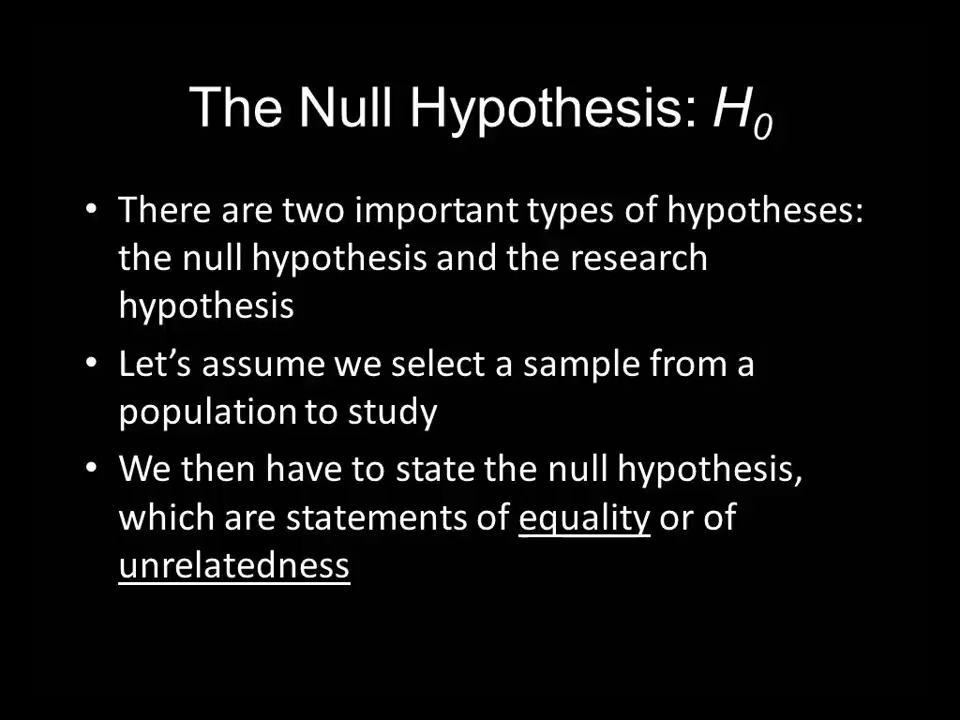 The Null Hypothesis: H0
• There are two important types of hypotheses:
the null hypothesis and the research
hypothesis
• Let’s assume we select a sample from a
population to study
• We then have to state the null hypothesis,
which are statements of equality or of
unrelatedness